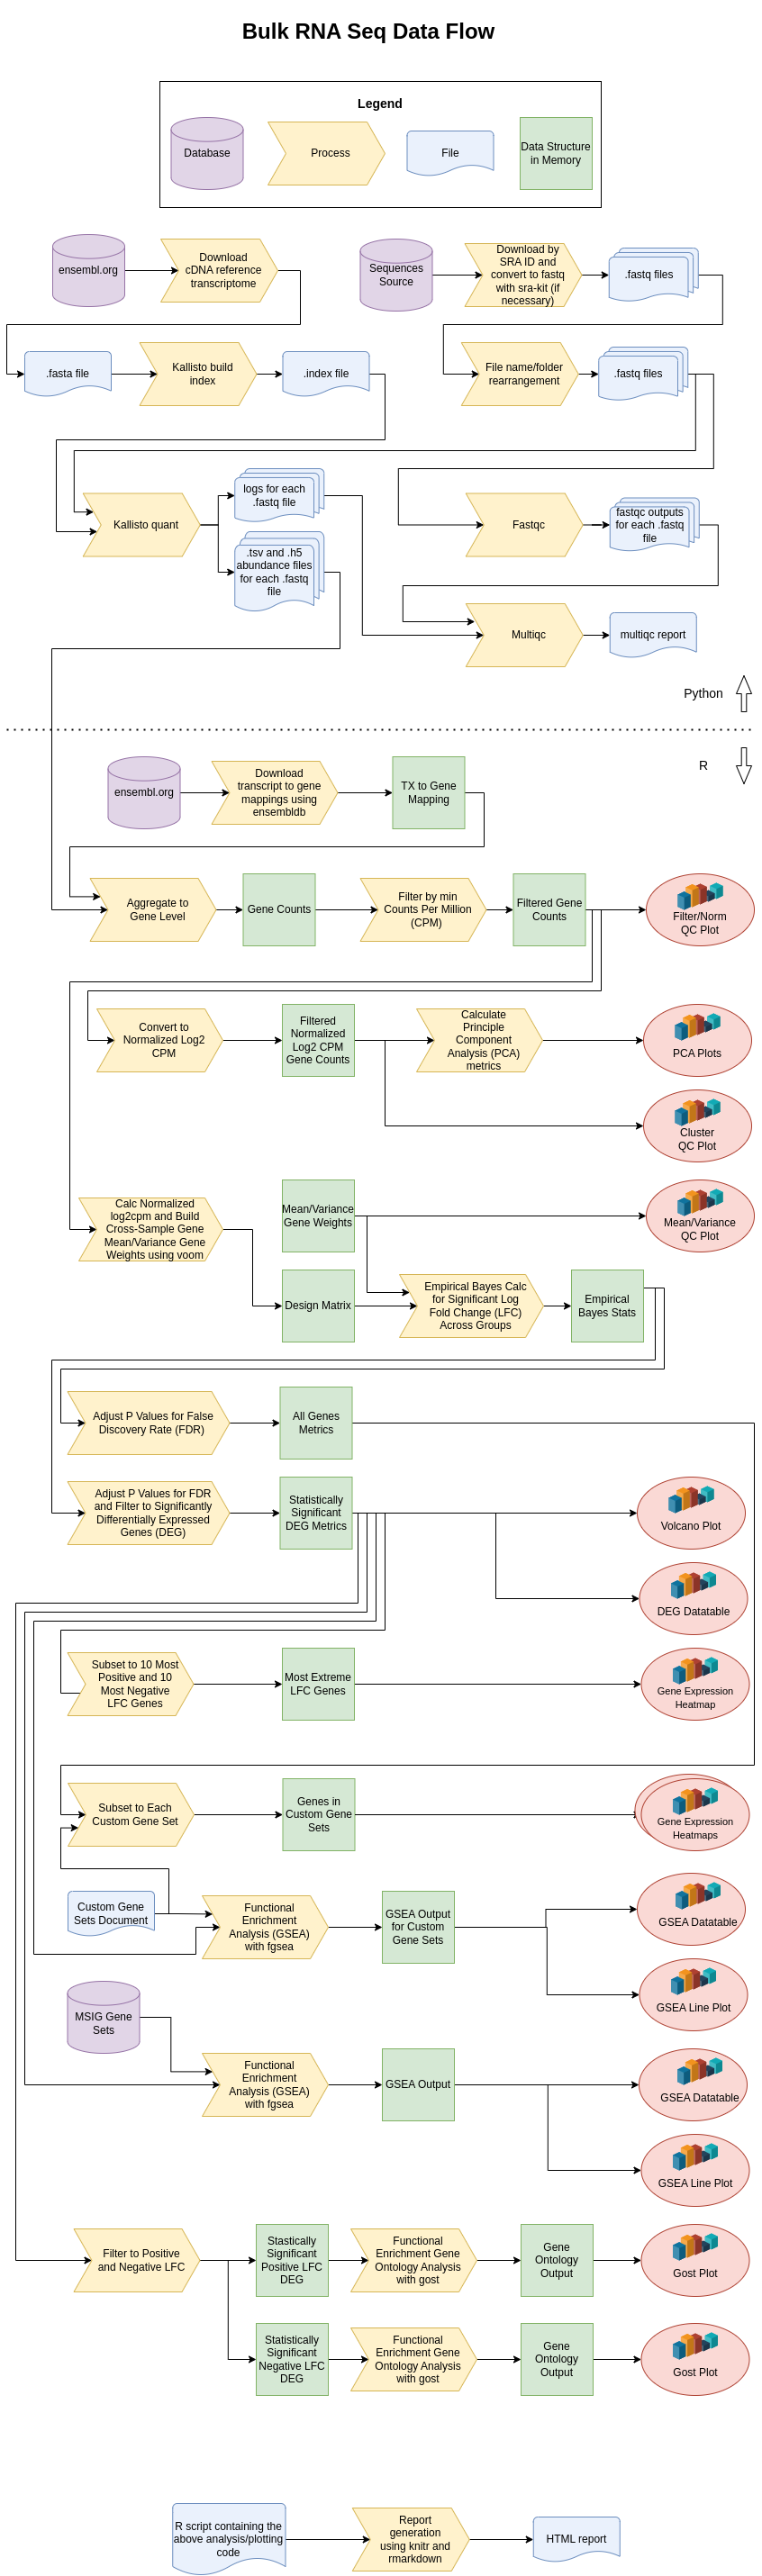 Bulk RNA Seq Data Flow
Legend
Database
Process
File
Data Structure
in Memory
ensembl.org
Download
cDNA reference
transcriptome
Sequences
Source
Download by
SRA ID and
convert to fastq
with sra-kit (if
necessary)
.fastq files
.fasta file
Kallisto build
index
.index file
File name/folder
rearrangement
.fastq files
Kallisto quant
logs for each
.fastq file
.tsv and .h5
abundance files
for each .fastq
file
Fastqc
fastqc outputs
for each .fastq
file
Multiqc
multiqc report
Python
R
ensembl.org
Download
transcript to gene
mappings using
ensembldb
TX to Gene
Mapping
Aggregate to
Gene Level
Gene Counts
Filter by min
Counts Per Million
(CPM)
Filtered Gene
Counts
Filter/Norm
QC Plot
Convert to
Normalized Log2
CPM
Filtered
Normalized
Log2 CPM
Gene Counts
Calculate
Principle
Component
Analysis (PCA)
metrics
PCA Plots
Cluster
QC Plot
Calc Normalized
log2cpm and Build
Cross-Sample Gene
Mean/Variance Gene
Weights using voom
Mean/Variance
Gene Weights
Mean/Variance
QC Plot
Design Matrix
Empirical Bayes Calc
for Significant Log
Fold Change (LFC)
Across Groups
Empirical
Bayes Stats
Adjust P Values for False
Discovery Rate (FDR)
All Genes
Metrics
Adjust P Values for FDR
and Filter to Significantly
Differentially Expressed
Genes (DEG)
Statistically
Significant
DEG Metrics
Volcano Plot
DEG Datatable
Subset to 10 Most
Positive and 10
Most Negative
LFC Genes
Most Extreme
LFC Genes
Gene Expression
Heatmap
Subset to Each
Custom Gene Set
Genes in
Custom Gene
Sets
Gene Expression
Heatmaps
Custom Gene
Sets Document
Functional
Enrichment
Analysis (GSEA)
with fgsea
GSEA Output
for Custom
Gene Sets
GSEA Datatable
GSEA Line Plot
MSIG Gene
Sets
Functional
Enrichment
Analysis (GSEA)
with fgsea
GSEA Output
GSEA Datatable
GSEA Line Plot
Filter to Positive
and Negative LFC
Stastically
Significant
Positive LFC
DEG
Functional
Enrichment Gene
Ontology Analysis
with gost
Gene
Ontology
Output
Gost Plot
Statistically
Significant
Negative LFC
DEG
Functional
Enrichment Gene
Ontology Analysis
with gost
Gene
Ontology
Output
Gost Plot
R script containing the
above analysis/plotting
code
Report
generation
using knitr and
rmarkdown
HTML report